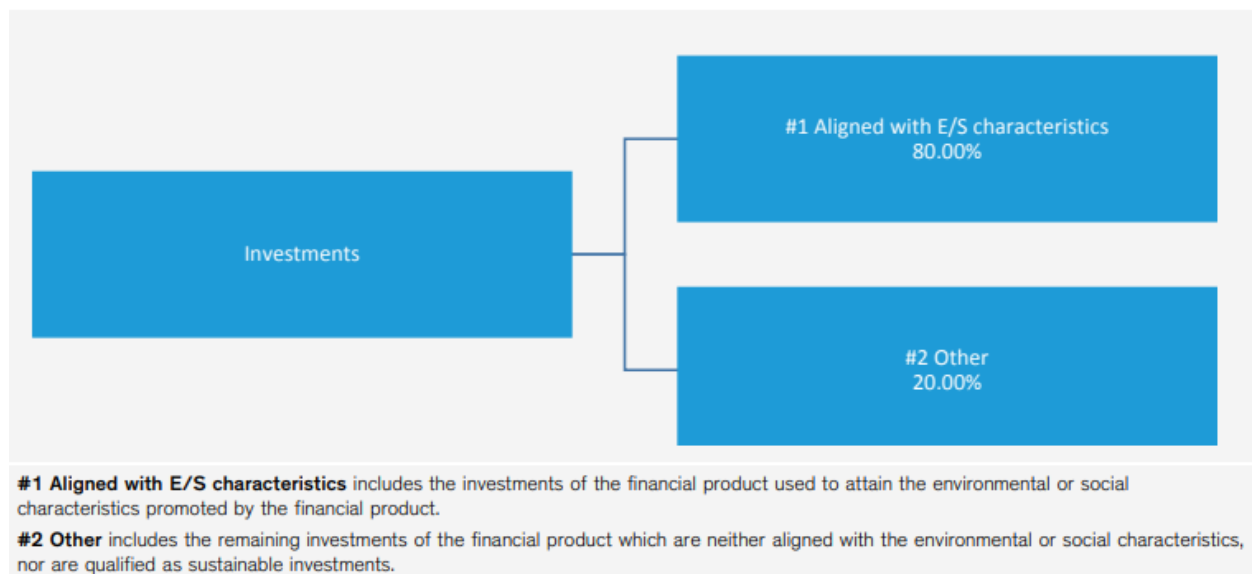 #1 Aligned with E/S characteristics
80.00%
Investments
#2 Other
20.00%
#1 Aligned with E/S characteristics includes the investments of the financial product used to attain the environmental or social
characteristics promoted by the financial product.
#2 Other includes the remaining investments of the financial product which are neither aligned with the environmental or social characteristics,
nor are qualified as sustainable investments.